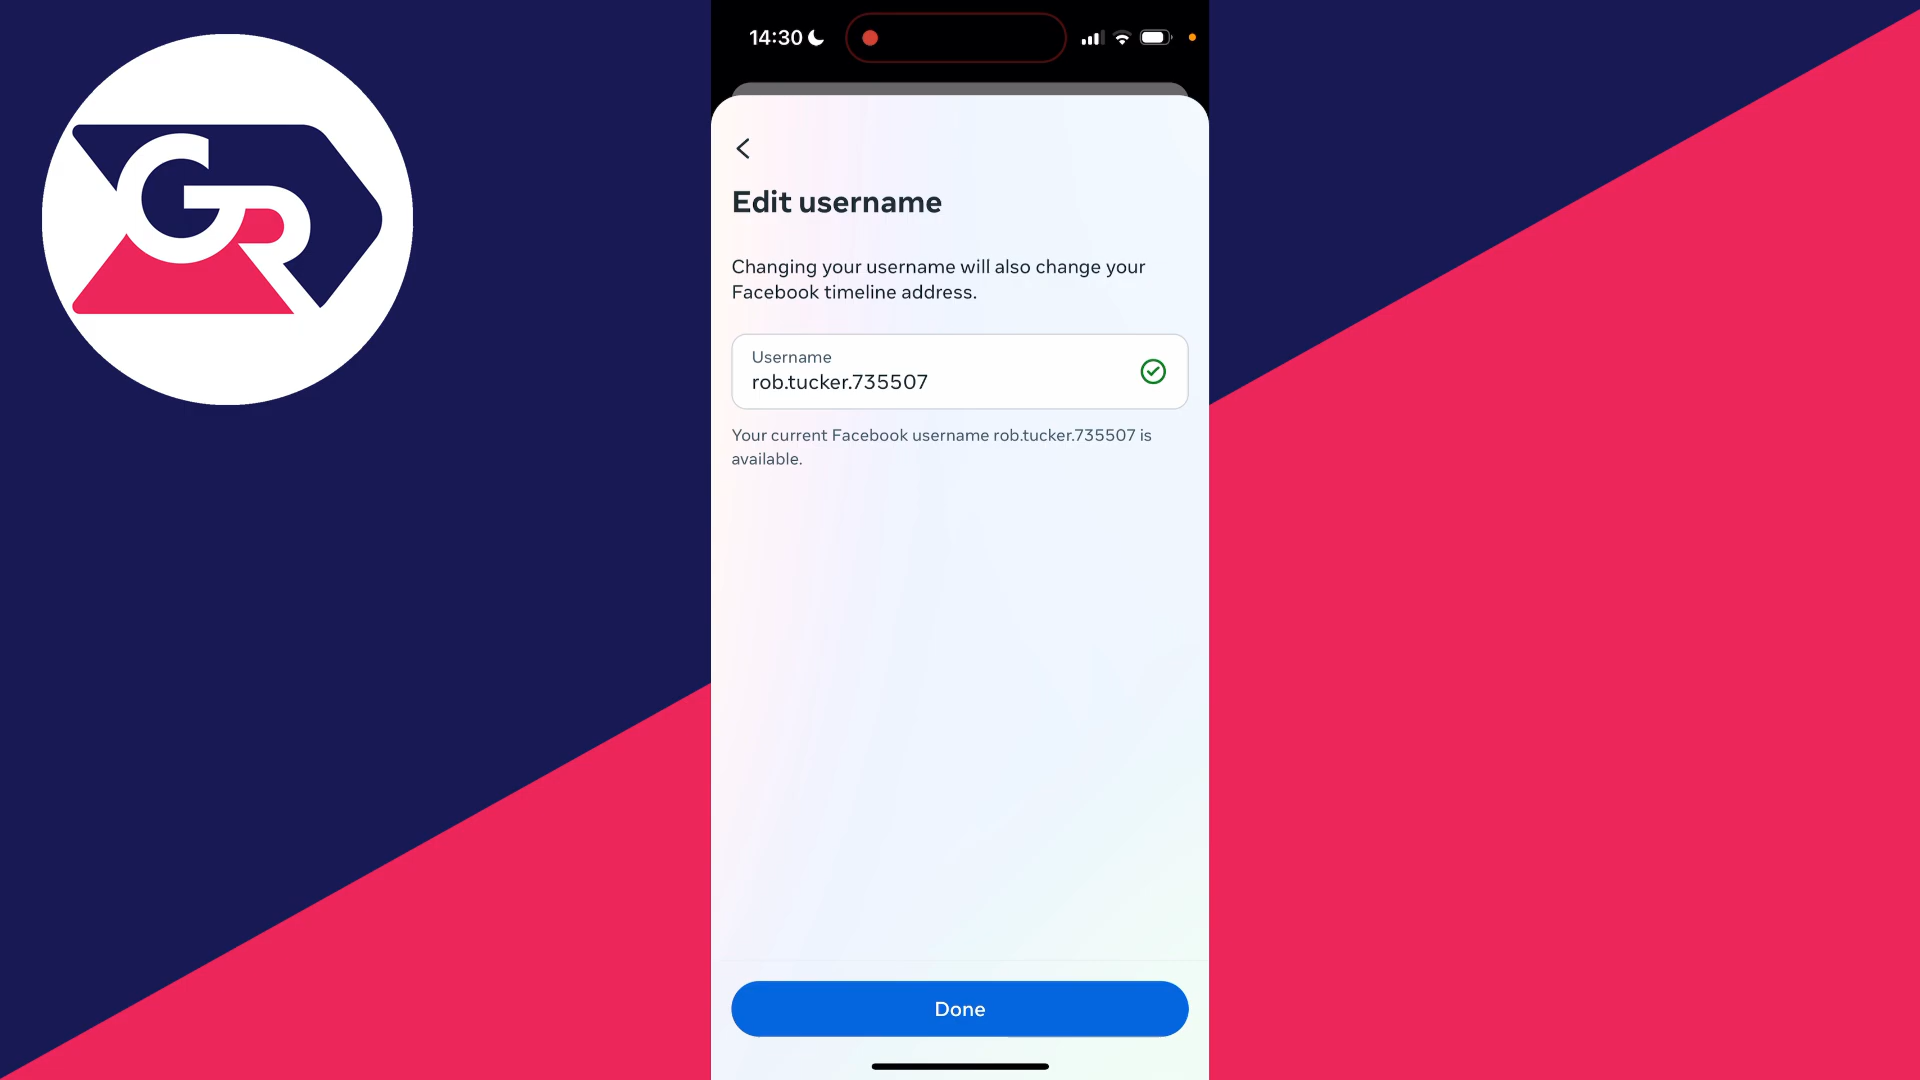 GR
14:30
Edit username
Changing your username will also change your
Facebook timeline address.
Username
rob.tucker.735507
Your current Facebook username rob.tucker.735507 is
available.
Done